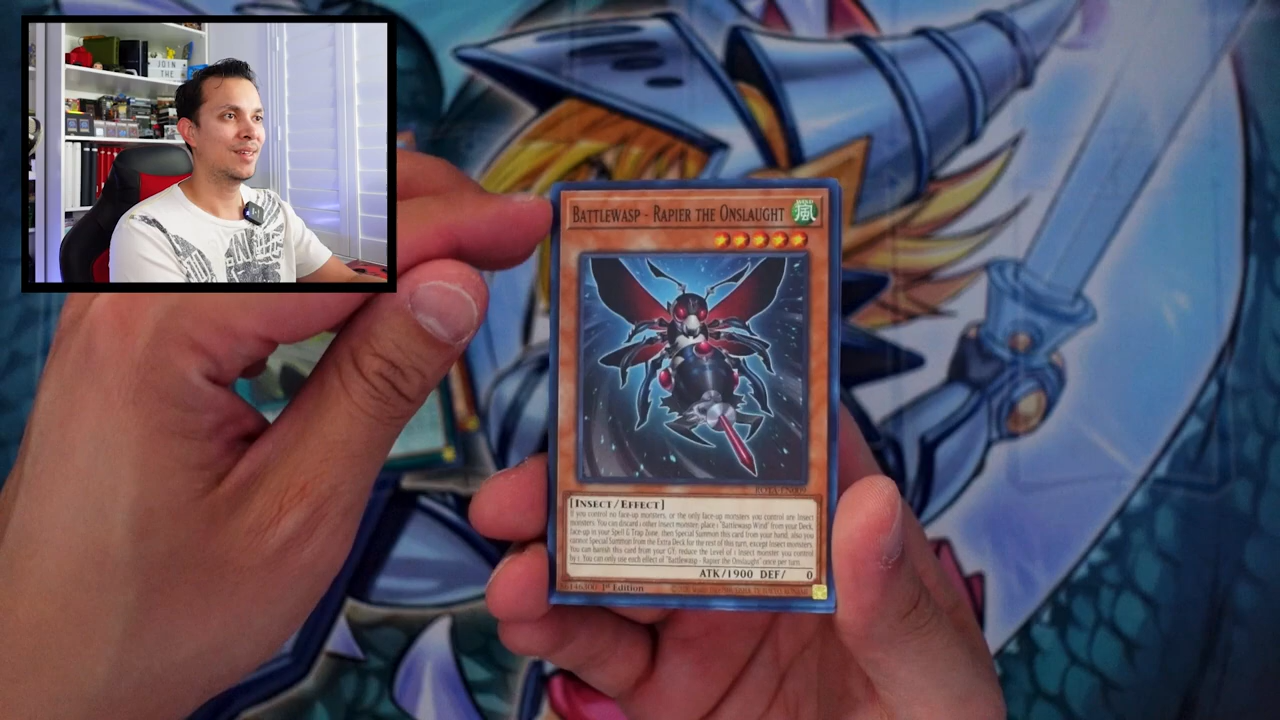 JOIN
THE
BATTLEWASP - RAPIER THE ONSLAUGHT
WIND
風
[INSECT/EFFECT]
If you control no face-up monsters, or the only face-up monsters you control are Insect
monsters: You can discard 1 other Insect monster; place 1 "Battlewasp Wind" from your Deck,
face-up in your Spell & Trap Zone, then Special Summon this card from your hand, also you
cannot Special Summon from the Extra Deck for the rest of this turn, except Insect monsters.
You can banish this card from your GY; reduce the Level of 1 Insect monster you control
by 1. You can only use each effect of "Battlewasp - Rapier the Onslaught" once per turn.
ATK/1900 DEF/ 0
1st Edition